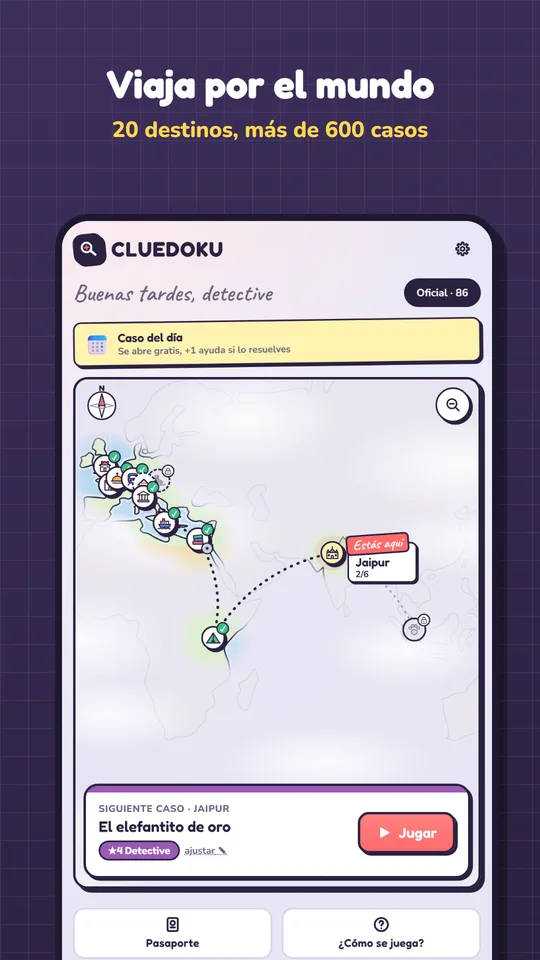 Viaja por el mundo
20 destinos, más de 600 casos
CLUEDOKU
Buenas tardes, detective
Oficial · 86
Caso del día
Se abre gratis, +1 ayuda si lo resuelves
N
Estás aquí
Jaipur
2/6
SIGUIENTE CASO · JAIPUR
El elefantito de oro
★4 Detective
ajustar
Jugar
Pasaporte
¿Cómo se juega?